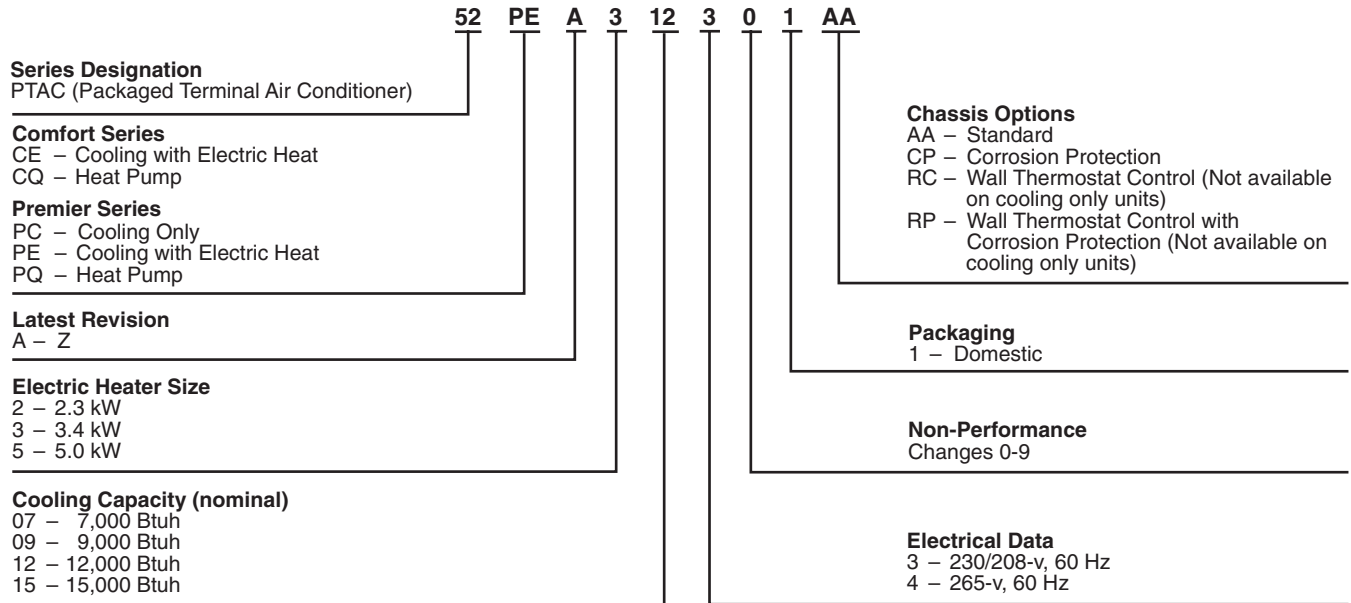 52 PE A 3 12 3 0 1 AA
Series Designation
PTAC (Packaged Terminal Air Conditioner)
Comfort Series
CE – Cooling with Electric Heat
CQ – Heat Pump
Premier Series
PC – Cooling Only
PE – Cooling with Electric Heat
PQ – Heat Pump
Latest Revision
A – Z
Electric Heater Size
2 – 2.3 kW
3 – 3.4 kW
5 – 5.0 kW
Cooling Capacity (nominal)
07 – 7,000 Btuh
09 – 9,000 Btuh
12 – 12,000 Btuh
15 – 15,000 Btuh
Chassis Options
AA – Standard
CP – Corrosion Protection
RC – Wall Thermostat Control (Not available
on cooling only units)
RP – Wall Thermostat Control with
Corrosion Protection (Not available on
cooling only units)
Packaging
1 – Domestic
Non-Performance
Changes 0-9
Electrical Data
3 – 230/208-v, 60 Hz
4 – 265-v, 60 Hz